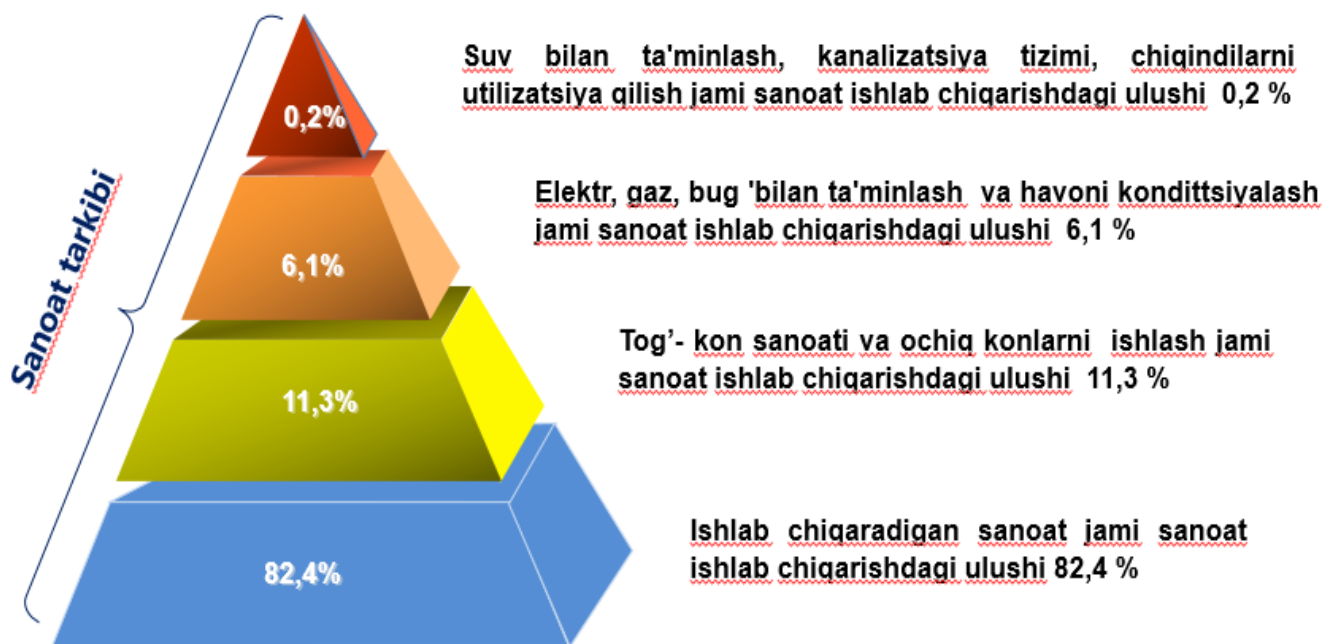 Sanoat tarkibi
0,2%
Suv bilan ta'minlash, kanalizatsiya tizimi, chiqindilarni
utilizatsiya qilish jami sanoat ishlab chiqarishdagi ulushi 0,2 %
6,1%
Elektr, gaz, bug 'bilan ta'minlash va havoni kondittsiyalash
jami sanoat ishlab chiqarishdagi ulushi 6,1 %
11,3%
Tog’- kon sanoati va ochiq konlarni ishlash jami
sanoat ishlab chiqarishdagi ulushi 11,3 %
82,4%
Ishlab chiqaradigan sanoat jami sanoat
ishlab chiqarishdagi ulushi 82,4 %